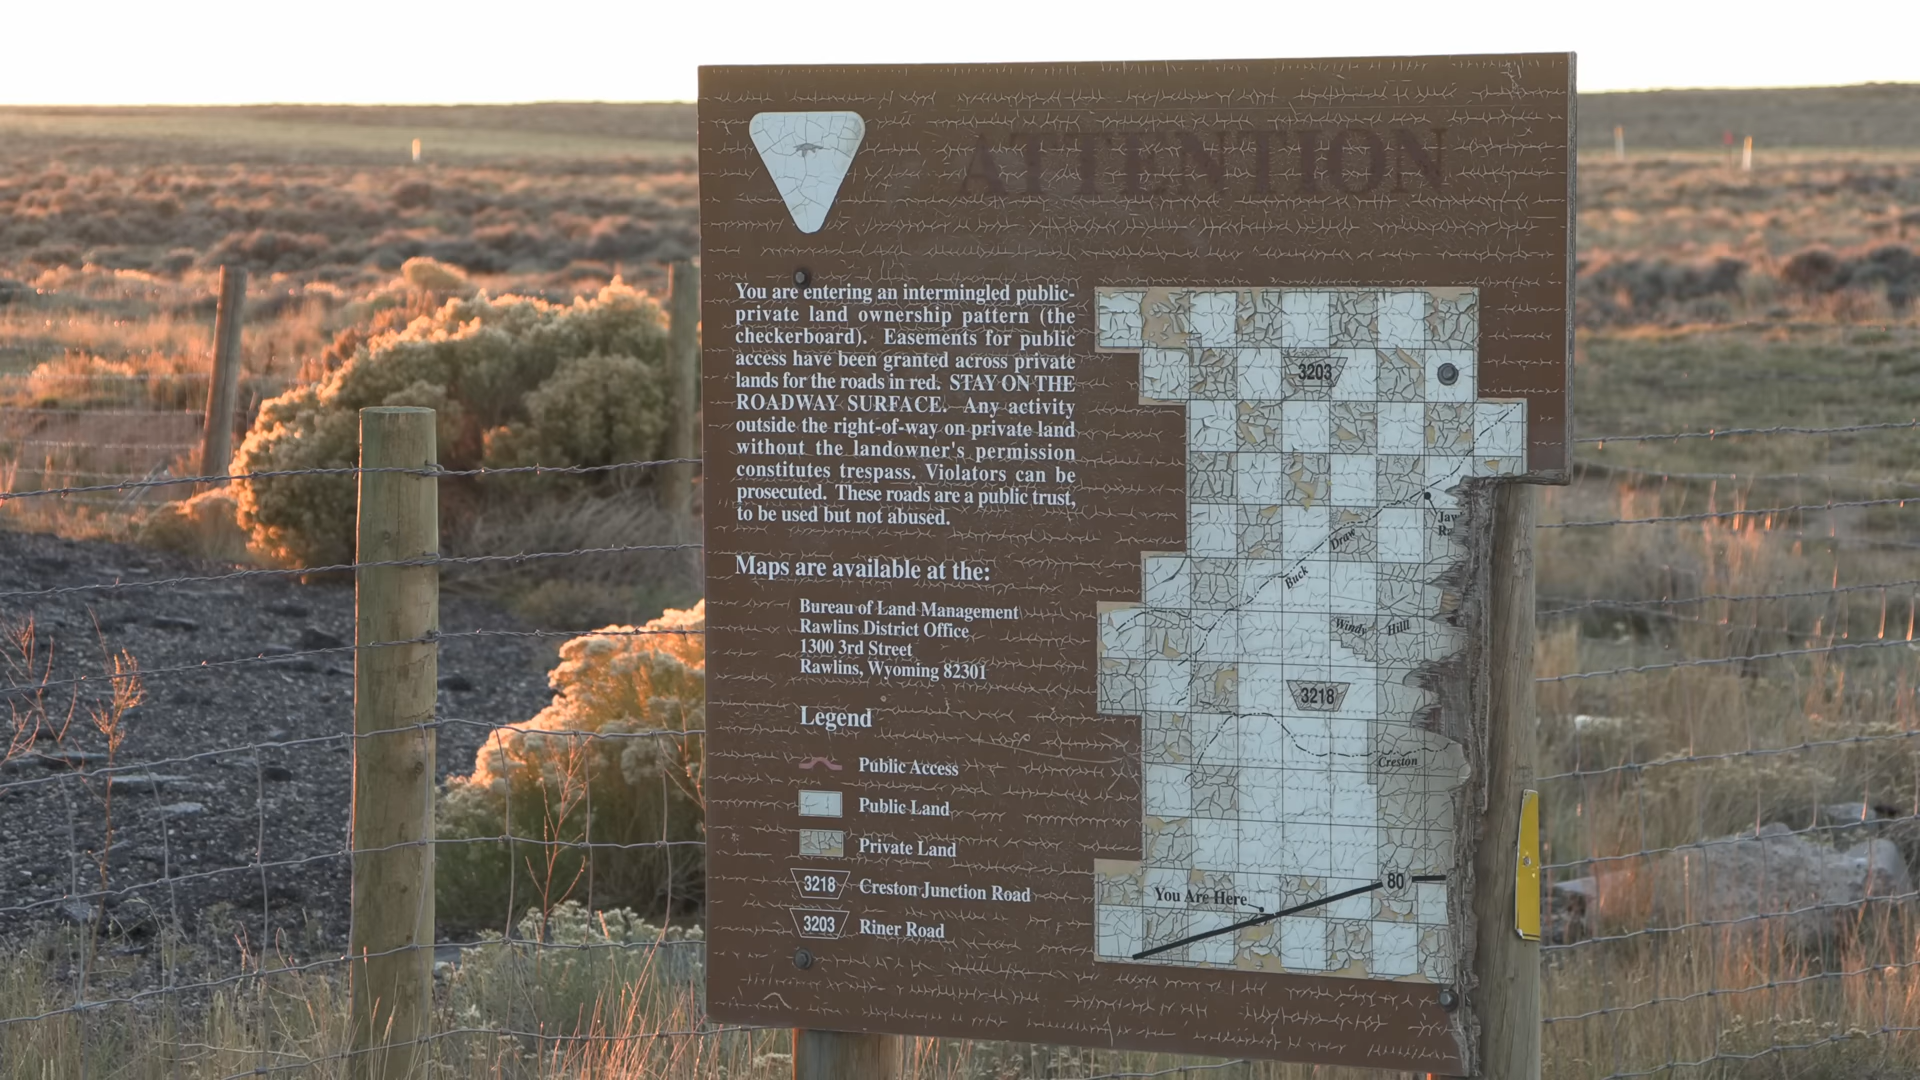 ATTENTION
You are entering an intermingled public-
private land ownership pattern (the
checkerboard). Easements for public
access have been granted across private
lands for the roads in red. STAY ON THE
ROADWAY SURFACE. Any activity
outside the right-of-way on private land
without the landowner's permission
constitutes trespass. Violators can be
prosecuted. These roads are a public trust,
to be used but not abused.
Maps are available at the:
Bureau of Land Management
Rawlins District Office
1300 3rd Street
Rawlins, Wyoming 82301
Legend
Public Access
Public Land
Private Land
3218 Creston Junction Road
3203 Riner Road
3203
Buck Draw
Windy Hill
3218
Creston
80
You Are Here